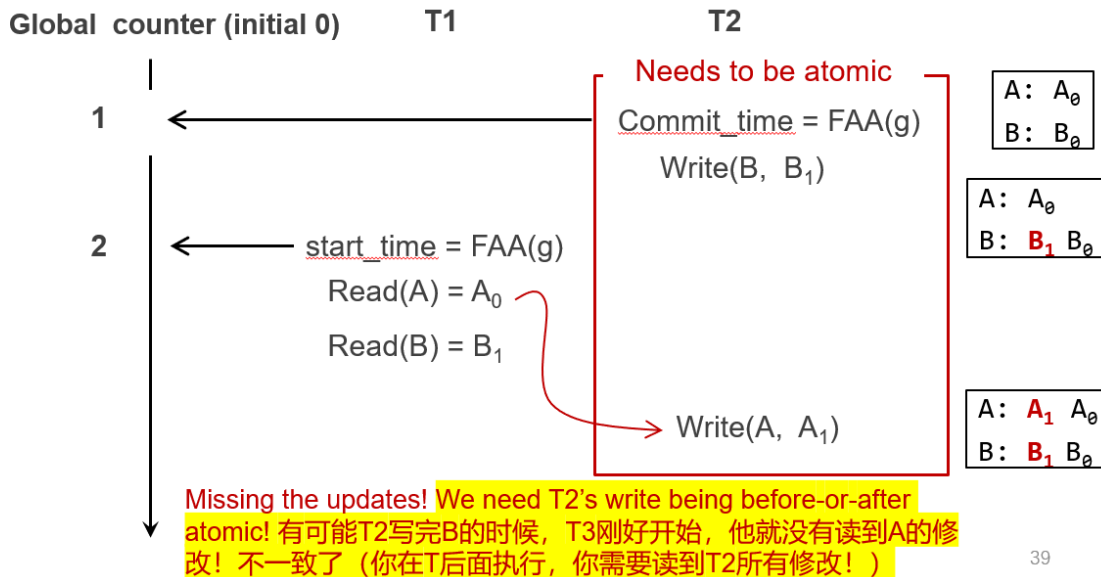 Global counter (initial 0)
T1
T2
Needs to be atomic
1
Commit_time = FAA(g)
Write(B, B₁)
A: A₀
B: B₀
A: A₀
B: B₁ B₀
2
start_time = FAA(g)
Read(A) = A₀
Read(B) = B₁
Write(A, A₁)
A: A₁ A₀
B: B₁ B₀
Missing the updates! We need T2's write being before-or-after
atomic! 有可能T2写完B的时候，T3刚好开始，他就没有读到A的修
改！不一致了（你在T后面执行，你需要读到T2所有修改！）
39